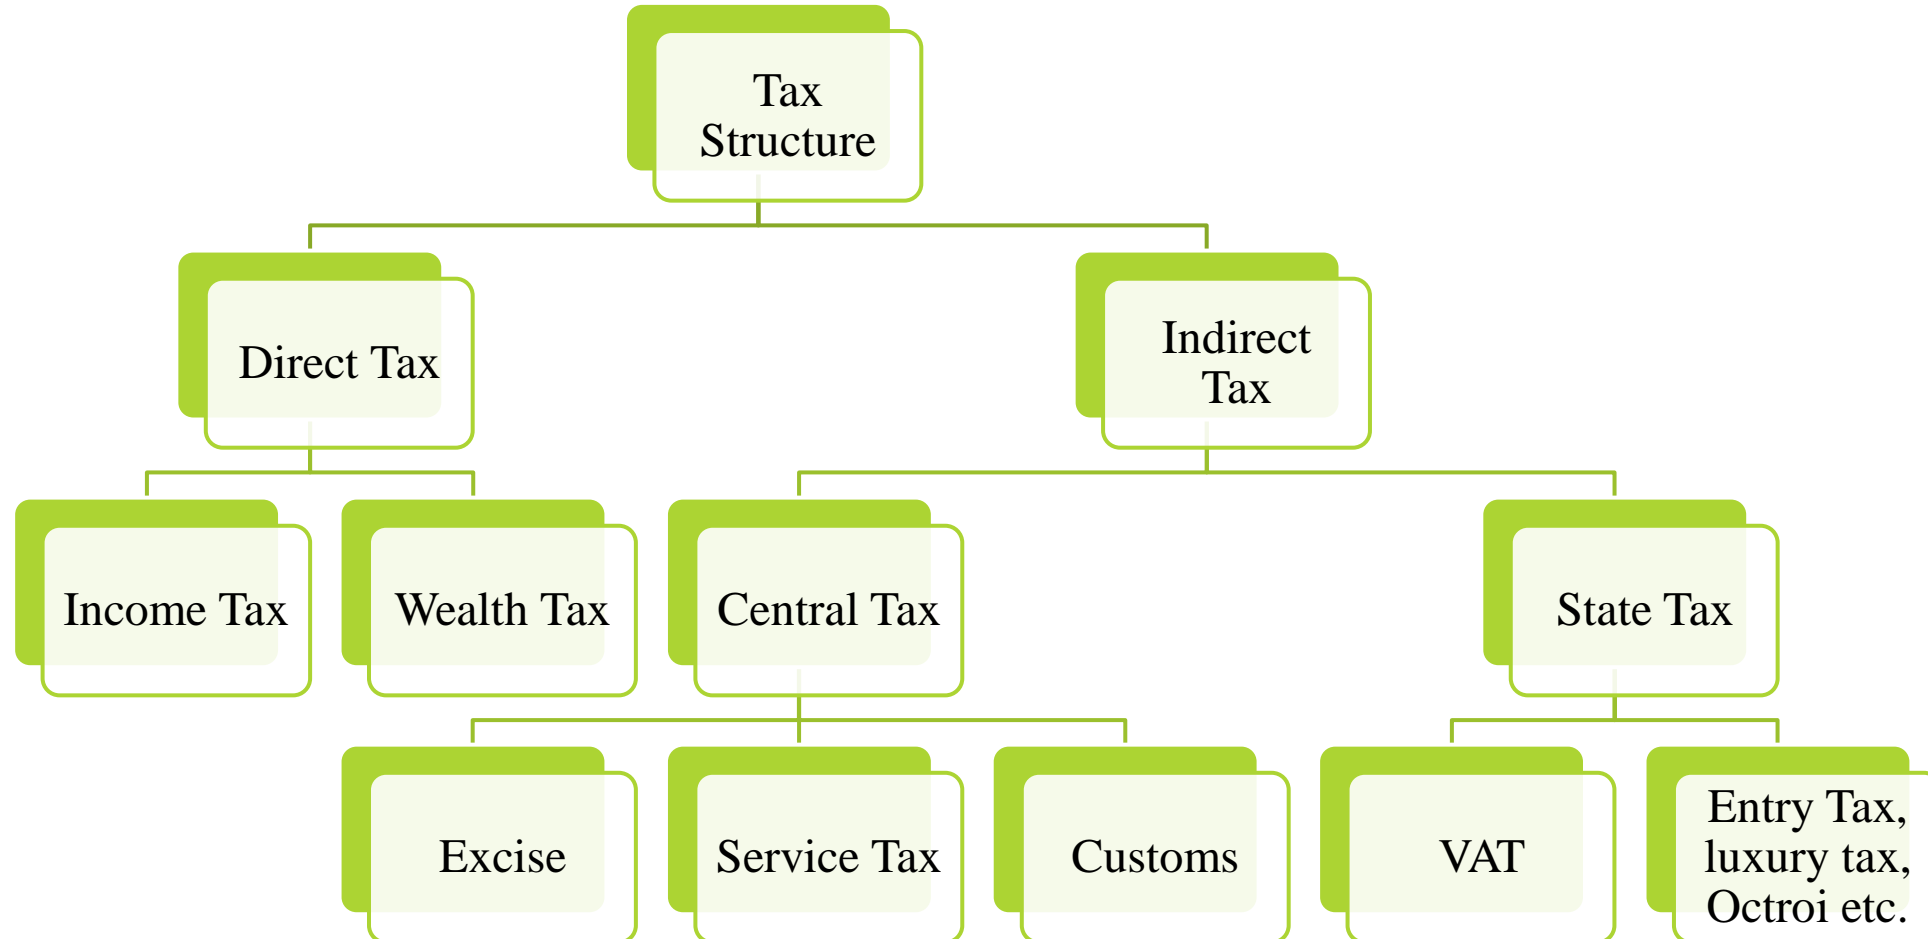 Tax
Structure
Direct Tax
Indirect
Tax
Income Tax
Wealth Tax
Central Tax
State Tax
Excise
Service Tax
Customs
VAT
Entry Tax,
luxury tax,
Octroi etc.